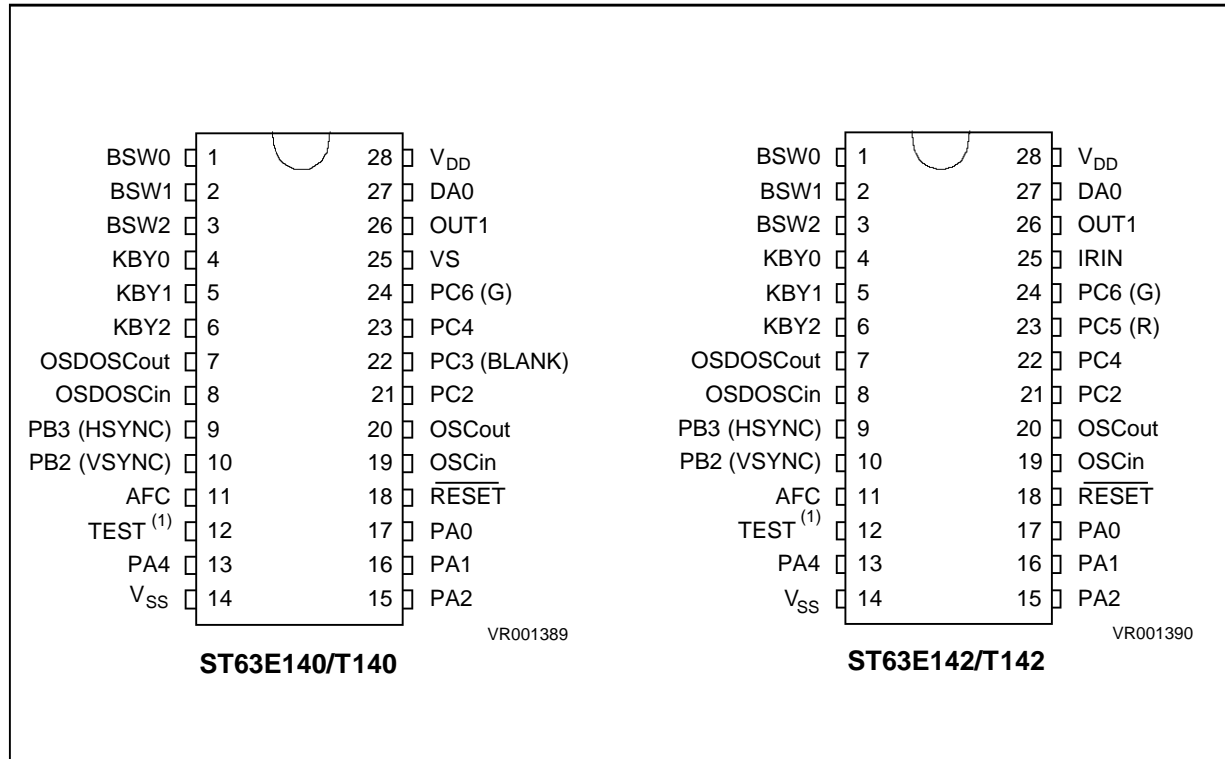 BSW0 1 28 VDD
BSW1 2 27 DA0
BSW2 3 26 OUT1
KBY0 4 25 VS
KBY1 5 24 PC6 (G)
KBY2 6 23 PC4
OSDOSCout 7 22 PC3 (BLANK)
OSDOSCin 8 21 PC2
PB3 (HSYNC) 9 20 OSCout
PB2 (VSYNC) 10 19 OSCin
AFC 11 18 RESET
TEST (1) 12 17 PA0
PA4 13 16 PA1
VSS 14 15 PA2
VR001389
ST63E140/T140
BSW0 1 28 VDD
BSW1 2 27 DA0
BSW2 3 26 OUT1
KBY0 4 25 IRIN
KBY1 5 24 PC6 (G)
KBY2 6 23 PC5 (R)
OSDOSCout 7 22 PC4
OSDOSCin 8 21 PC2
PB3 (HSYNC) 9 20 OSCout
PB2 (VSYNC) 10 19 OSCin
AFC 11 18 RESET
TEST (1) 12 17 PA0
PA4 13 16 PA1
VSS 14 15 PA2
VR001390
ST63E142/T142